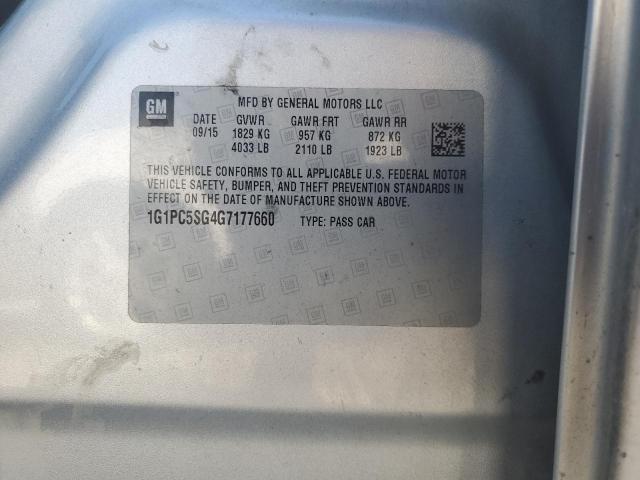 GM
MFD BY GENERAL MOTORS LLC
DATE GVWR GAWR FRT GAWR RR
09/15 1829 KG 957 KG 872 KG
4033 LB 2110 LB 1923 LB
THIS VEHICLE CONFORMS TO ALL APPLICABLE U.S. FEDERAL MOTOR
VEHICLE SAFETY, BUMPER, AND THEFT PREVENTION STANDARDS IN
EFFECT ON THE DATE OF MANUFACTURE SHOWN ABOVE.
1G1PC5SG4G7177660 TYPE: PASS CAR